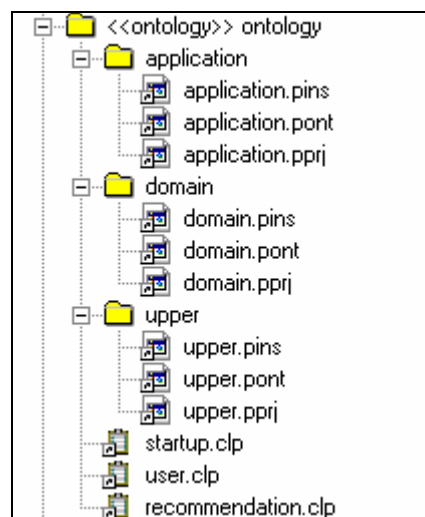 <<ontology>> ontology
application
application.pins
application.pont
application.pprj
domain
domain.pins
domain.pont
domain.pprj
upper
upper.pins
upper.pont
upper.pprj
startup.clp
user.clp
recommendation.clp